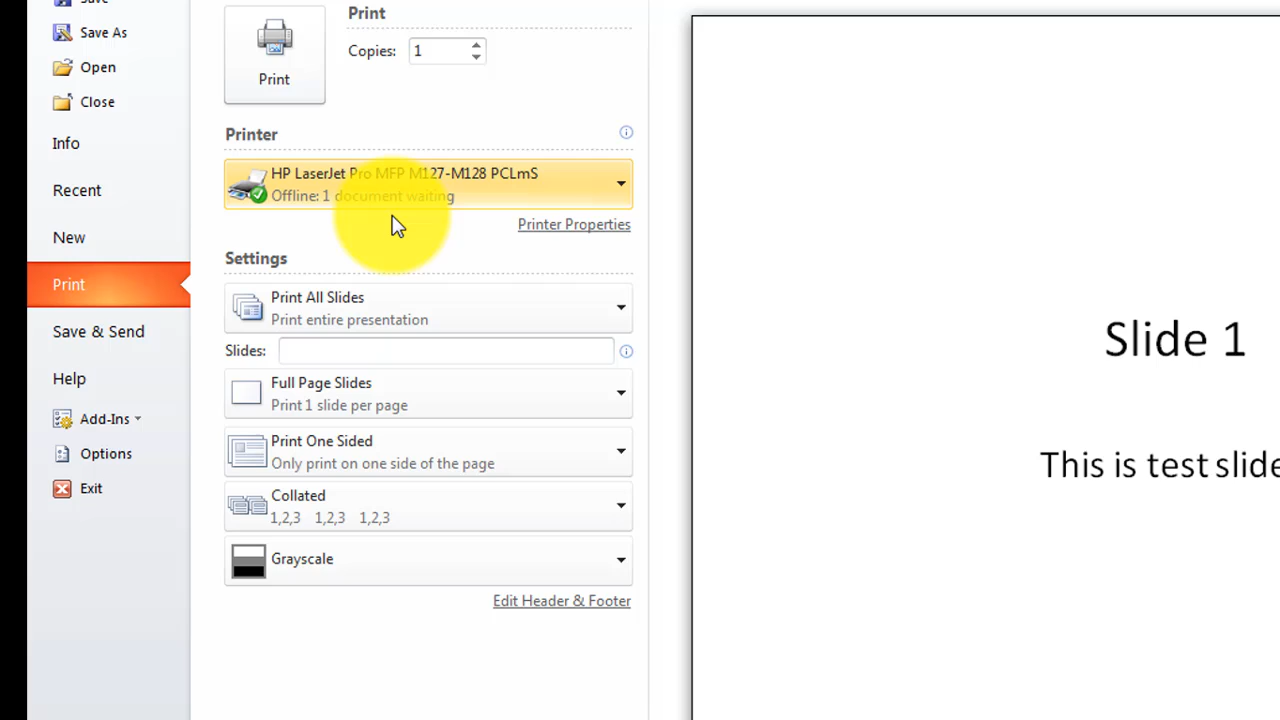 Save
Save As
Open
Close
Info
Recent
New
Print
Save & Send
Help
Add-Ins
Options
Exit
Print
Print
Copies: 1
Printer
HP LaserJet Pro MFP M127-M128 PCLmS
Offline: 1 document waiting
Printer Properties
Settings
Print All Slides
Print entire presentation
Slides:
Full Page Slides
Print 1 slide per page
Print One Sided
Only print on one side of the page
Collated
1,2,3 1,2,3 1,2,3
Grayscale
Edit Header & Footer
Slide 1
This is test slide